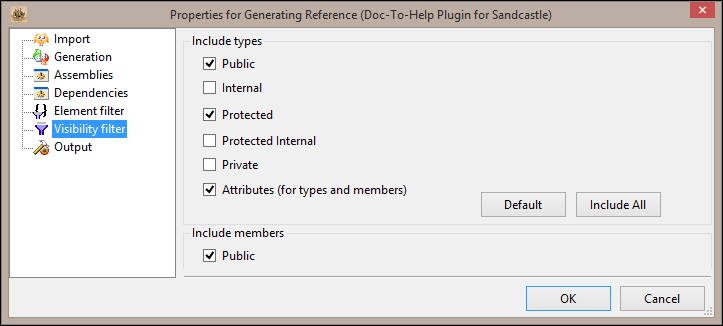 Properties for Generating Reference (Doc-To-Help Plugin for Sandcastle)
Import
Generation
Assemblies
Dependencies
Element filter
Visibility filter
Output
Include types
Public
Internal
Protected
Protected Internal
Private
Attributes (for types and members)
Default
Include All
Include members
Public
OK
Cancel